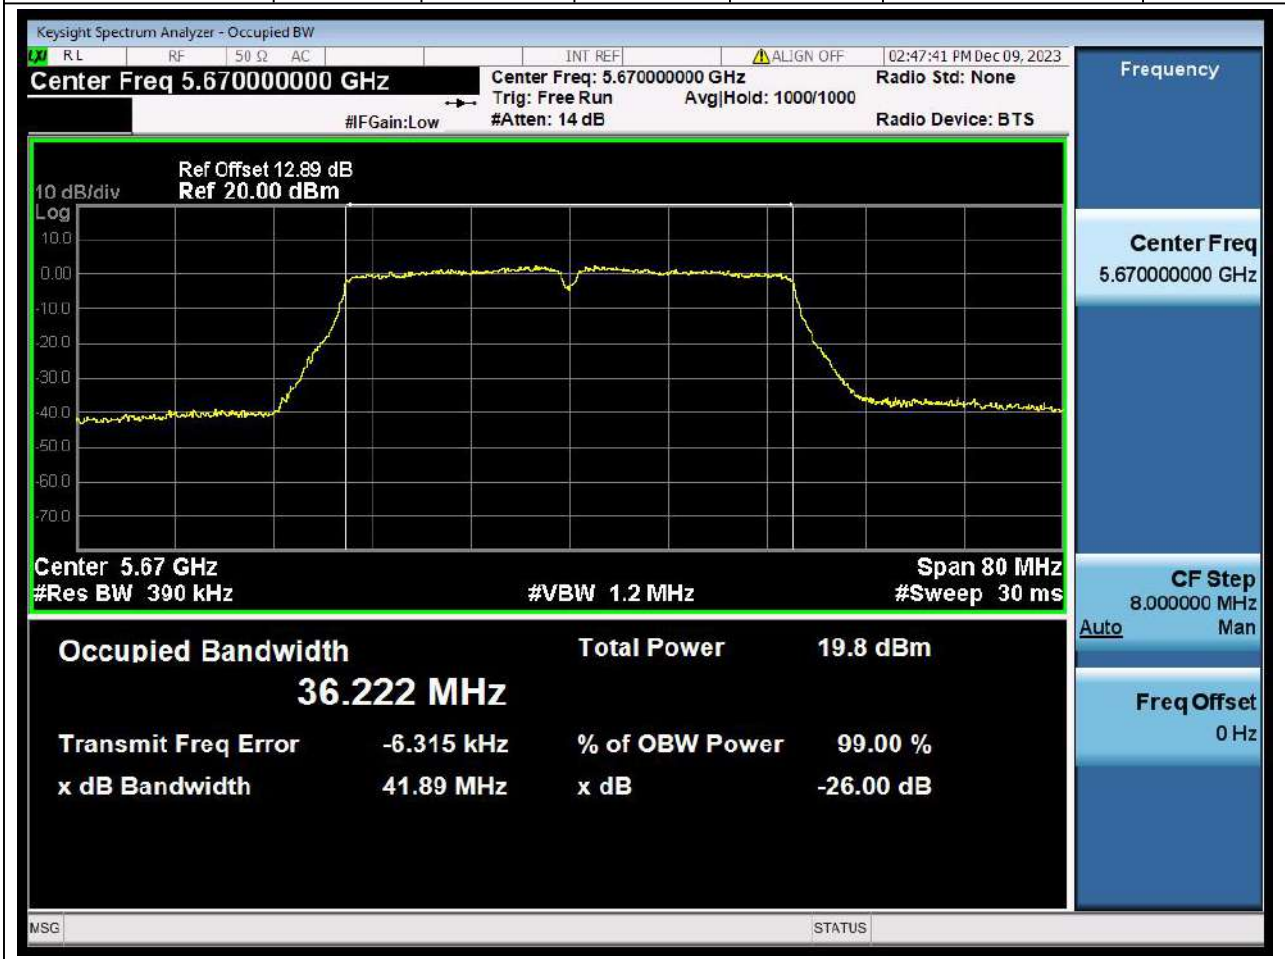 Keysight Spectrum Analyzer - Occupied BW
LXI RL RF 50 Ω AC INT REF ALIGN OFF 02:47:41 PM Dec 09, 2023
Center Freq 5.670000000 GHz
Center Freq: 5.670000000 GHz
Radio Std: None
Trig: Free Run Avg|Hold: 1000/1000
#IFGain:Low
#Atten: 14 dB
Radio Device: BTS
Ref Offset 12.89 dB
10 dB/div Ref 20.00 dBm
Log
10.0
0.00
-10.0
-20.0
-30.0
-40.0
-50.0
-60.0
-70.0
Center 5.67 GHz Span 80 MHz
#Res BW 390 kHz #VBW 1.2 MHz #Sweep 30 ms
Occupied Bandwidth Total Power 19.8 dBm
36.222 MHz
Transmit Freq Error -6.315 kHz % of OBW Power 99.00 %
x dB Bandwidth 41.89 MHz x dB -26.00 dB
MSG STATUS
Frequency
Center Freq
5.670000000 GHz
CF Step
8.000000 MHz
Auto Man
Freq Offset
0 Hz